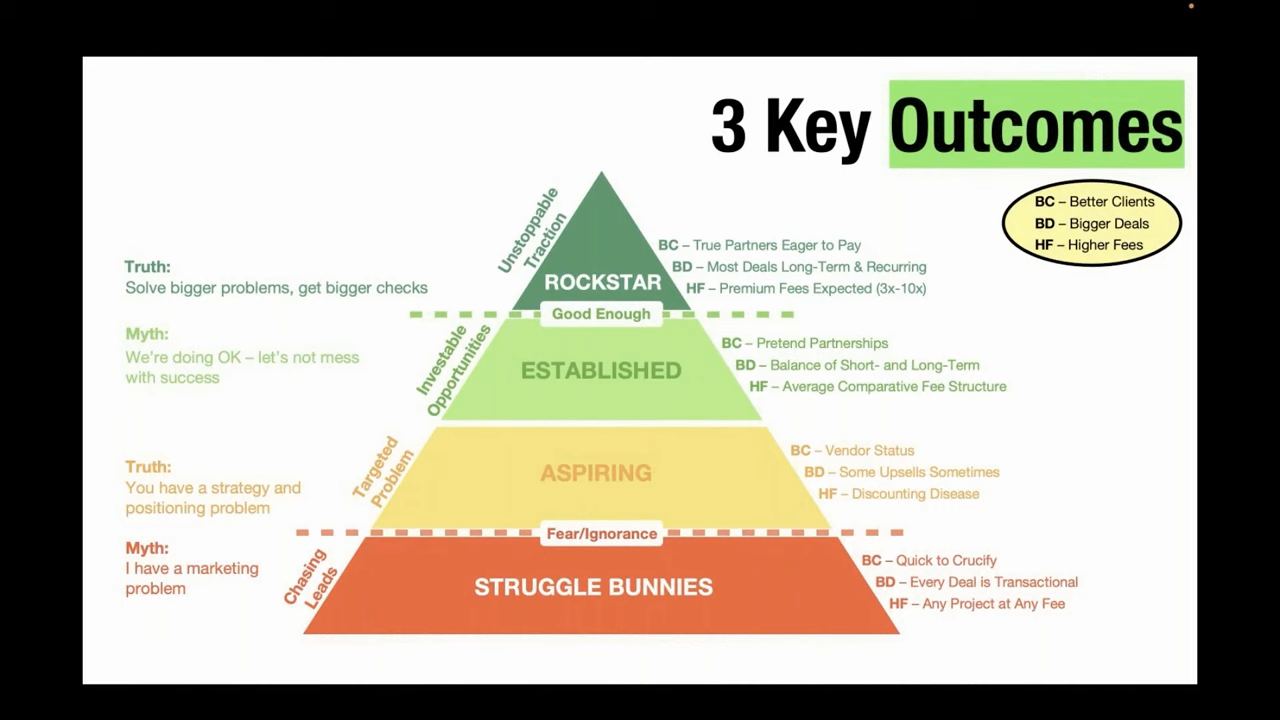 3 Key Outcomes
BC – Better Clients
BD – Bigger Deals
HF – Higher Fees
Unstoppable
Traction
ROCKSTAR
BC – True Partners Eager to Pay
BD – Most Deals Long-Term & Recurring
HF – Premium Fees Expected (3x-10x)
Truth:
Solve bigger problems, get bigger checks
Good Enough
Myth:
We're doing OK – let's not mess
with success
Investable
Opportunities
ESTABLISHED
BC – Pretend Partnerships
BD – Balance of Short- and Long-Term
HF – Average Comparative Fee Structure
Truth:
You have a strategy and
positioning problem
Targeted
Problem
ASPIRING
BC – Vendor Status
BD – Some Upsells Sometimes
HF – Discounting Disease
Fear/Ignorance
Myth:
I have a marketing
problem
Chasing
Leads
STRUGGLE BUNNIES
BC – Quick to Crucify
BD – Every Deal is Transactional
HF – Any Project at Any Fee